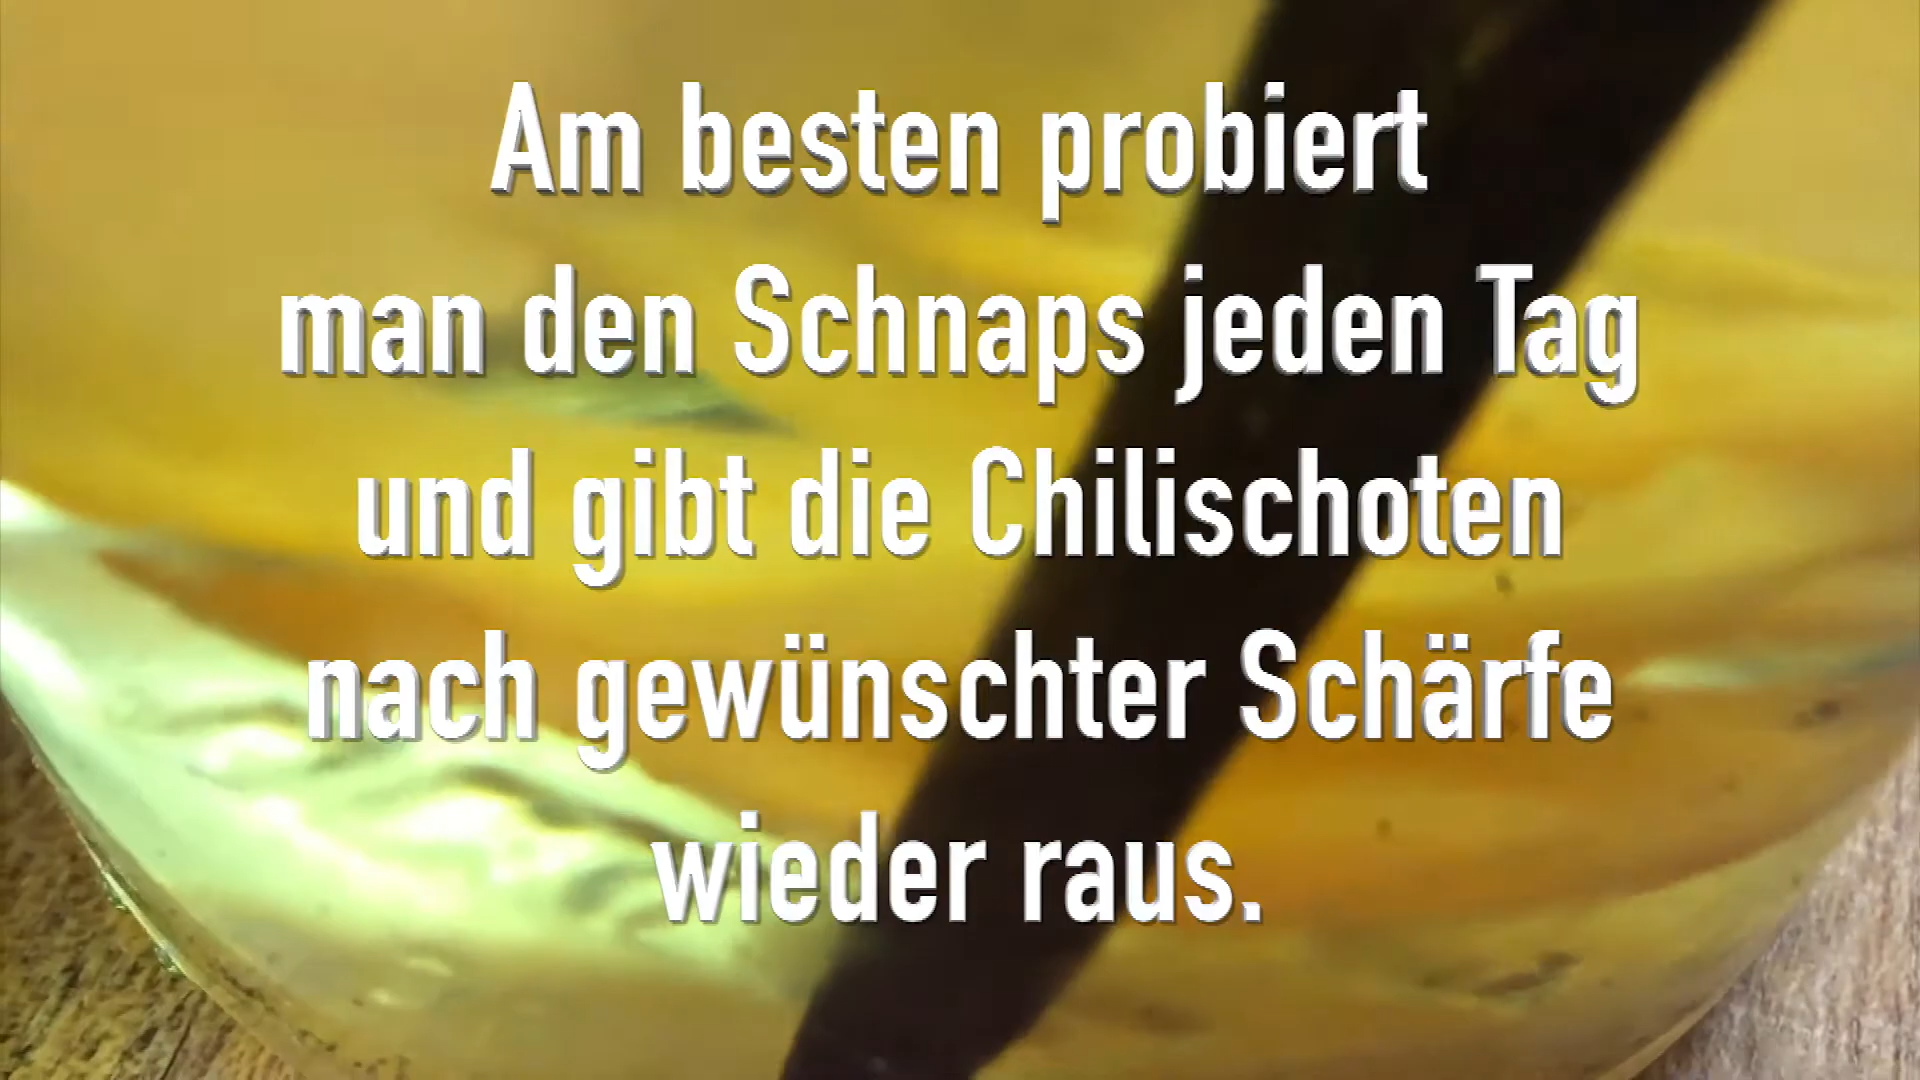 Am besten probiert
man den Schnaps jeden Tag
und gibt die Chilischoten
nach gewünschter Schärfe
wieder raus.